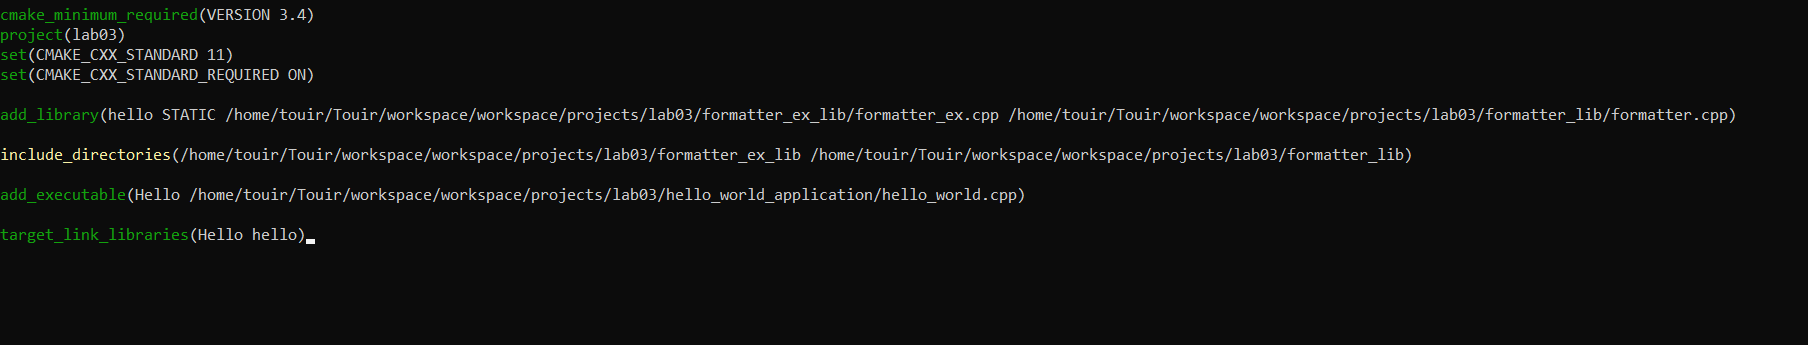 cmake_minimum_required(VERSION 3.4)
project(lab03)
set(CMAKE_CXX_STANDARD 11)
set(CMAKE_CXX_STANDARD_REQUIRED ON)
add_library(hello STATIC /home/touir/Touir/workspace/workspace/projects/lab03/formatter_ex_lib/formatter_ex.cpp /home/touir/Touir/workspace/workspace/projects/lab03/formatter_lib/formatter.cpp)
include_directories(/home/touir/Touir/workspace/workspace/projects/lab03/formatter_ex_lib /home/touir/Touir/workspace/workspace/projects/lab03/formatter_lib)
add_executable(Hello /home/touir/Touir/workspace/workspace/projects/lab03/hello_world_application/hello_world.cpp)
target_link_libraries(Hello hello)